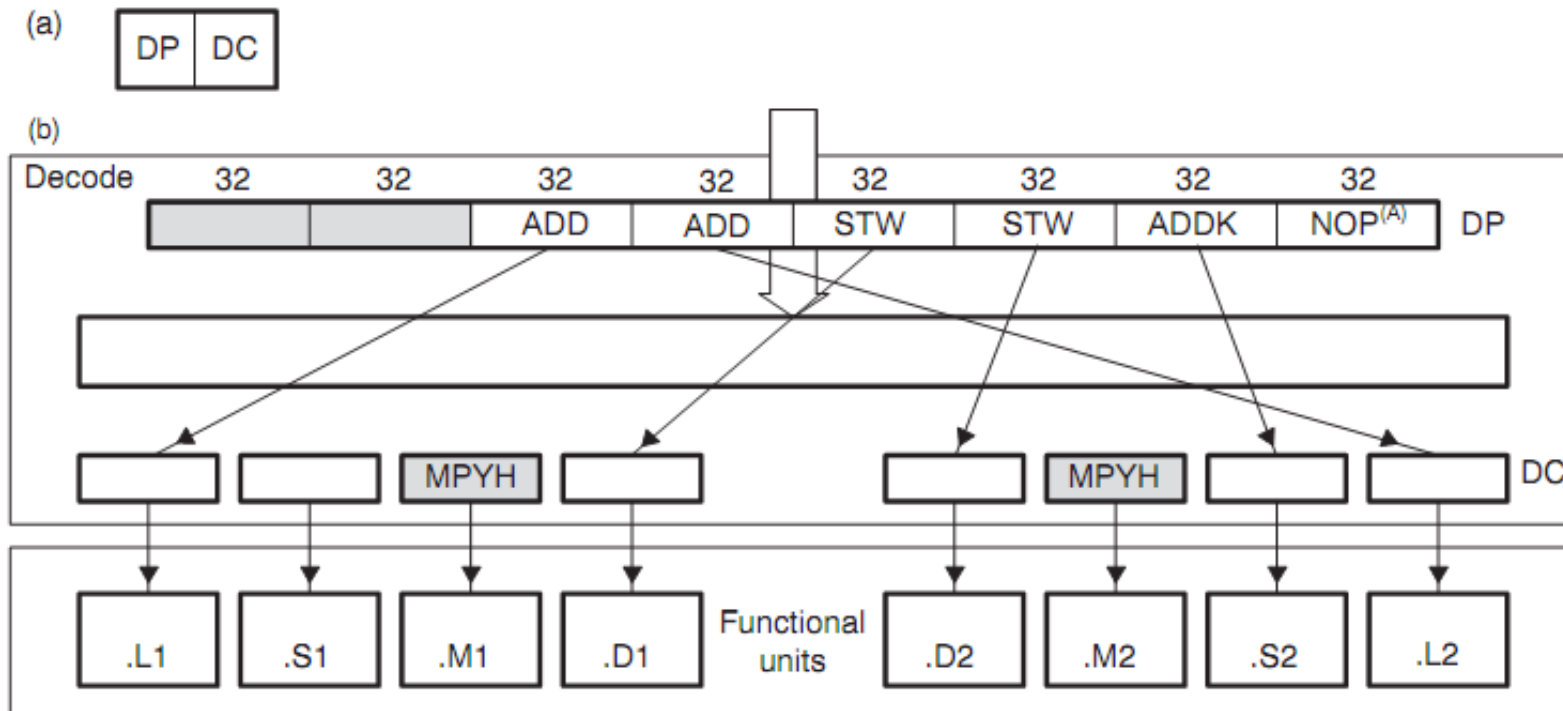 (a)
DP DC
(b)
Decode 32 32 32 32 32 32 32 32
ADD ADD STW STW ADDK NOP(A) DP
MPYH MPYH DC
.L1 .S1 .M1 .D1 Functional units .D2 .M2 .S2 .L2